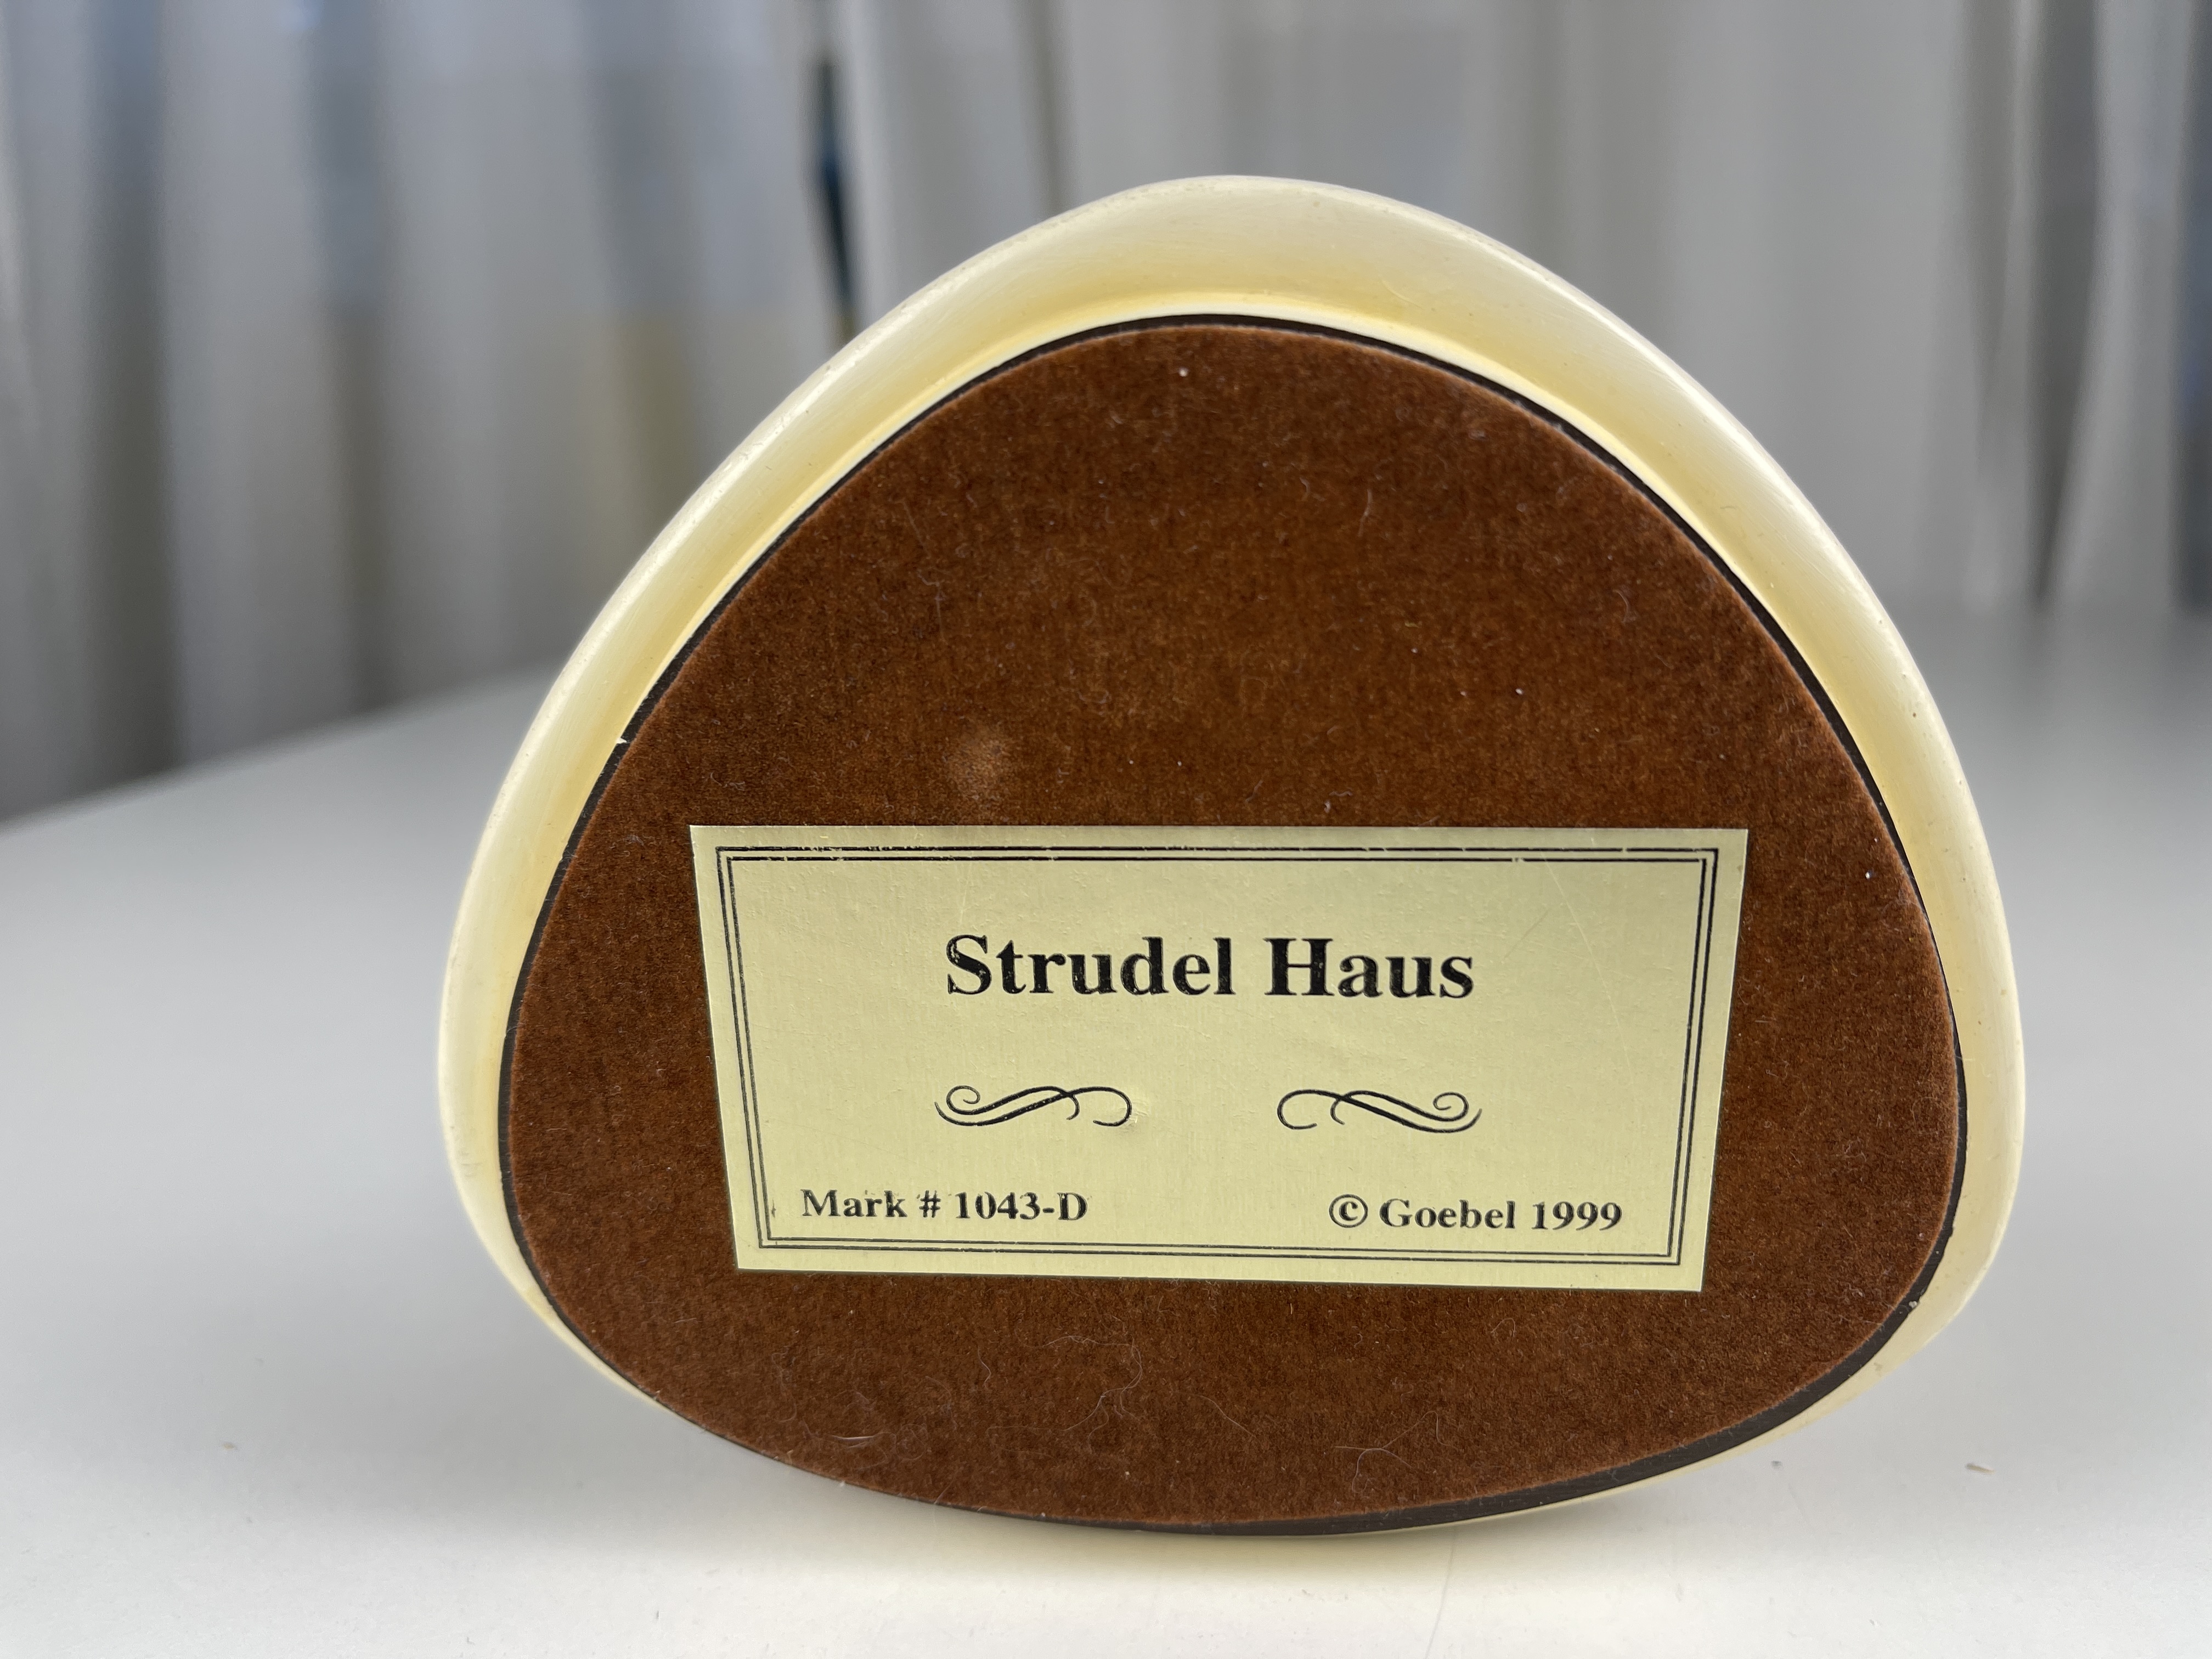 Strudel Haus
Mark # 1043-D
© Goebel 1999